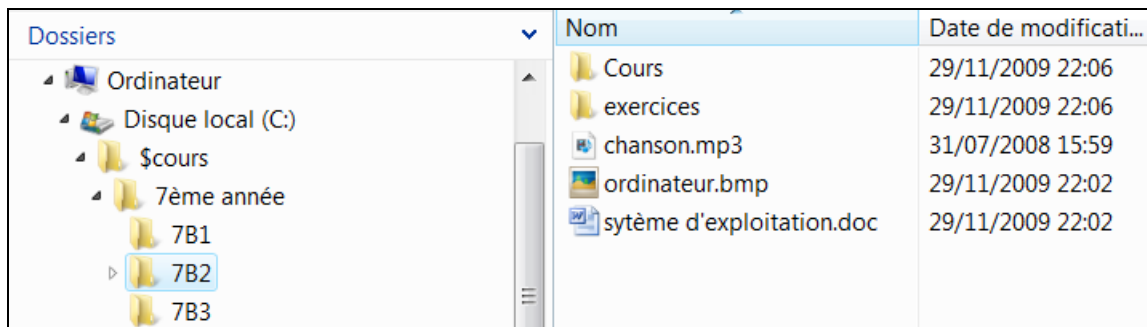 Dossiers
Ordinateur
Disque local (C:)
$cours
7ème année
7B1
7B2
7B3
Nom Date de modificati...
Cours 29/11/2009 22:06
exercices 29/11/2009 22:06
chanson.mp3 31/07/2008 15:59
ordinateur.bmp 29/11/2009 22:02
sytème d'exploitation.doc 29/11/2009 22:02